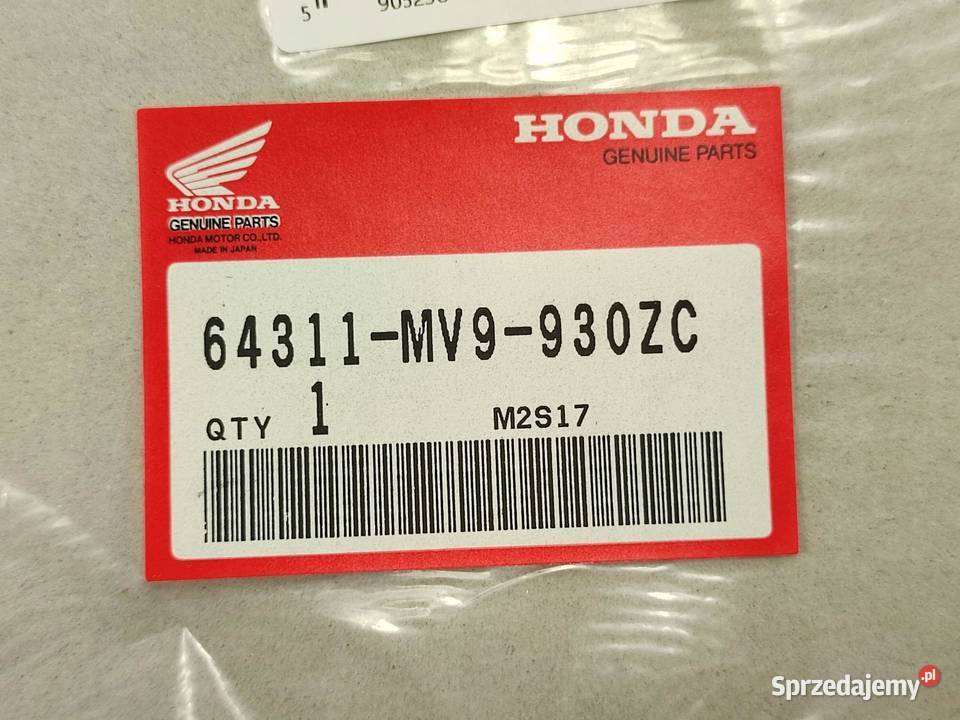 5
HONDA
GENUINE PARTS
HONDA
GENUINE PARTS
HONDA MOTOR CO.,LTD.
MADE IN JAPAN
64311-MV9-930ZC
QTY 1 M2S17
Sprzedajemy.pl